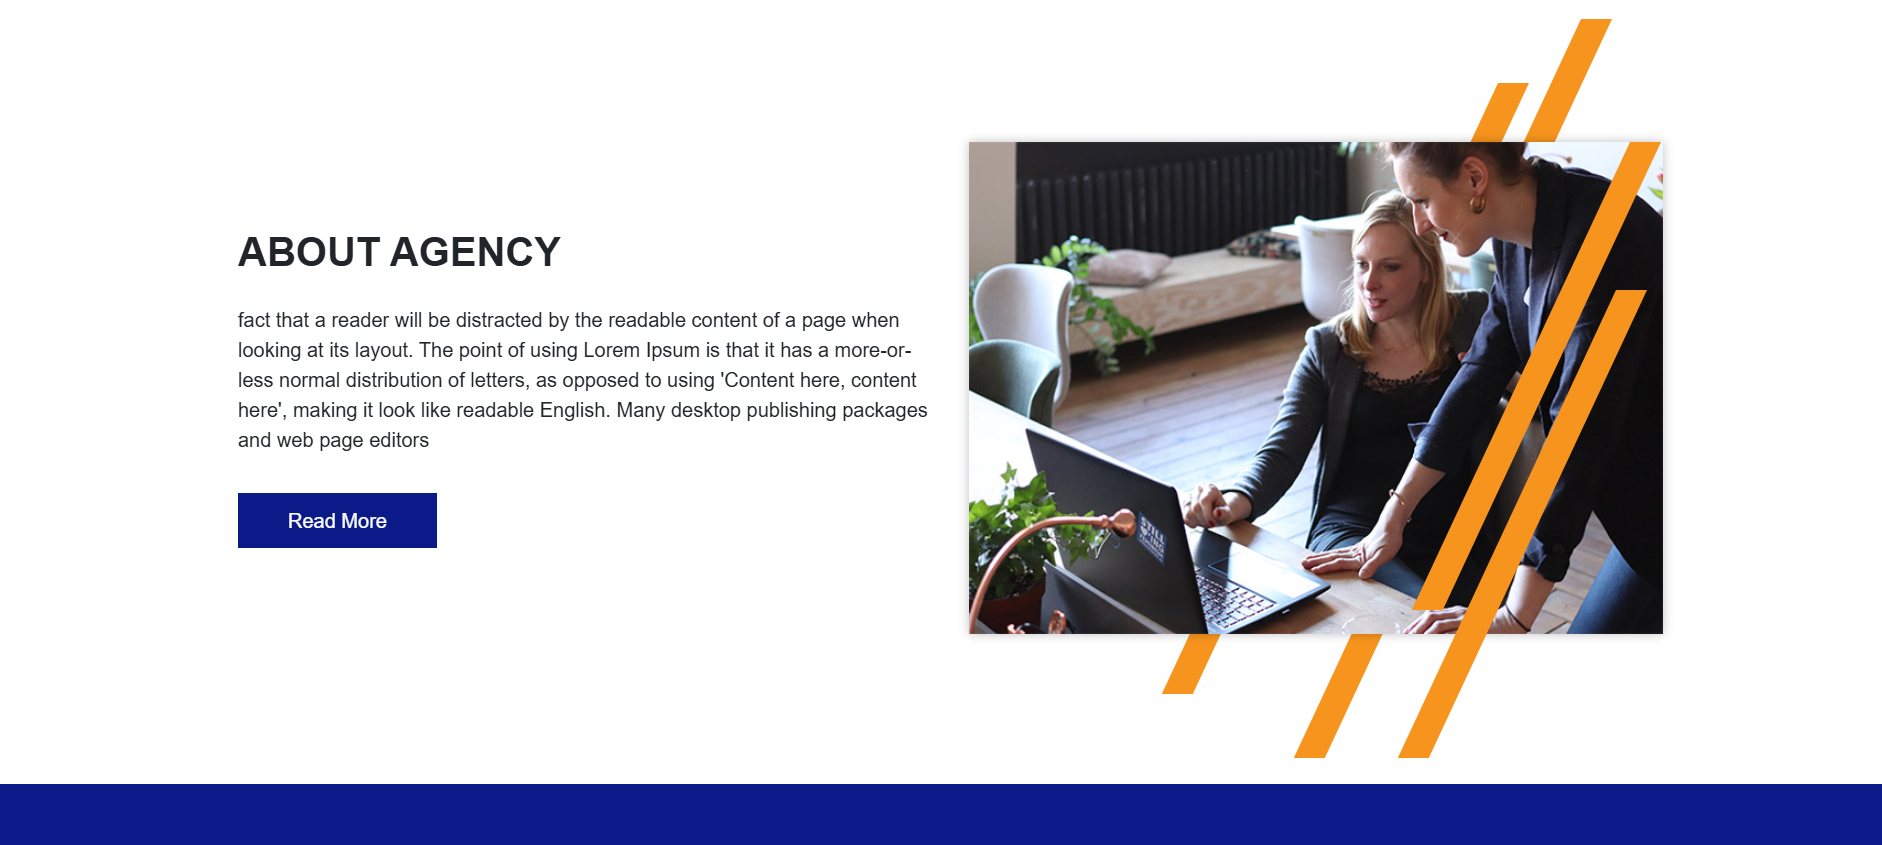 ABOUT AGENCY
fact that a reader will be distracted by the readable content of a page when
looking at its layout. The point of using Lorem Ipsum is that it has a more-or-
less normal distribution of letters, as opposed to using 'Content here, content
here', making it look like readable English. Many desktop publishing packages
and web page editors
Read More
STILL